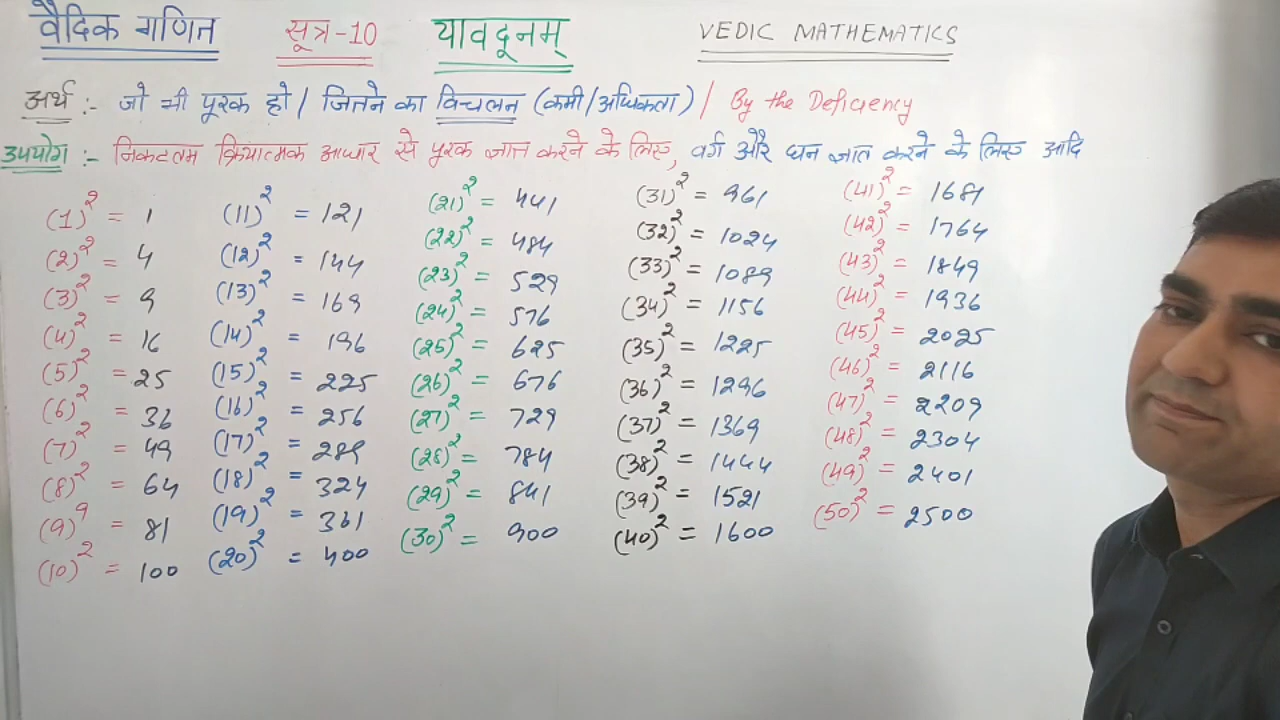 वैदिक गणित सूत्र-10 यावदूनम् VEDIC MATHEMATICS
अर्थ :- जो भी पूरक हो / जितने का विचलन (कमी/अधिकता) / By the Deficiency
उपयोग :- निकटतम क्रियात्मक आधार से पूरक ज्ञात करने के लिए, वर्ग और घन ज्ञात करने के लिए आदि
(1)² = 1
(2)² = 4
(3)² = 9
(4)² = 16
(5)² = 25
(6)² = 36
(7)² = 49
(8)² = 64
(9)⁹ = 81
(10)² = 100
(11)² = 121
(12)² = 144
(13)² = 169
(14)² = 196
(15)² = 225
(16)² = 256
(17)² = 289
(18)² = 324
(19)² = 361
(20)² = 400
(21)² = 441
(22)² = 484
(23)² = 529
(24)² = 576
(25)² = 625
(26)² = 676
(27)² = 729
(28)² = 784
(29)² = 841
(30)² = 900
(31)² = 961
(32)² = 1024
(33)² = 1089
(34)² = 1156
(35)² = 1225
(36)² = 1296
(37)² = 1369
(38)² = 1444
(39)² = 1521
(40)² = 1600
(41)² = 1681
(42)² = 1764
(43)² = 1849
(44)² = 1936
(45)² = 2025
(46)² = 2116
(47)² = 2209
(48)² = 2304
(49)² = 2401
(50)² = 2500